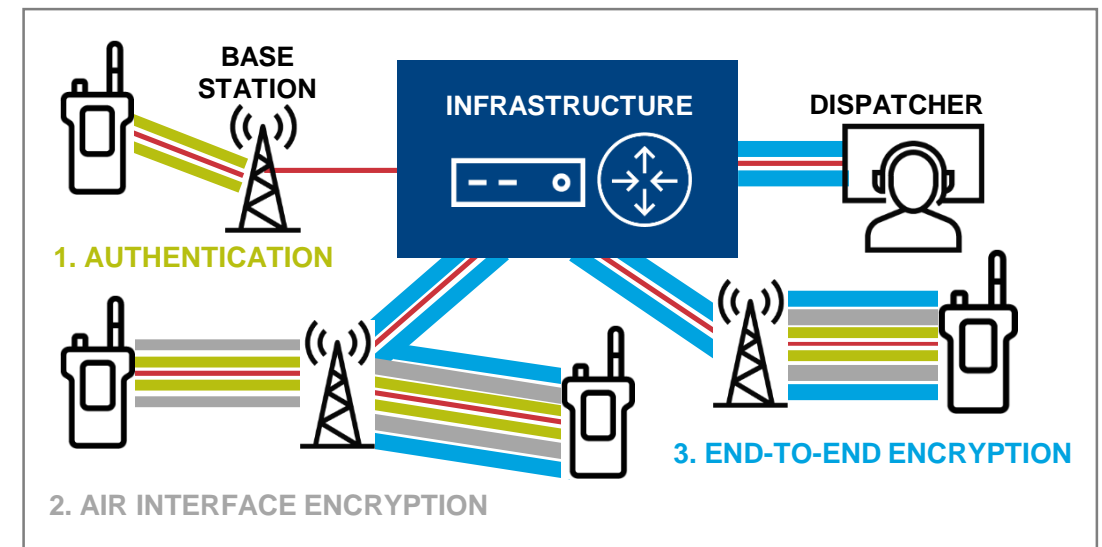 BASE
STATION
INFRASTRUCTURE
DISPATCHER
1. AUTHENTICATION
3. END-TO-END ENCRYPTION
2. AIR INTERFACE ENCRYPTION